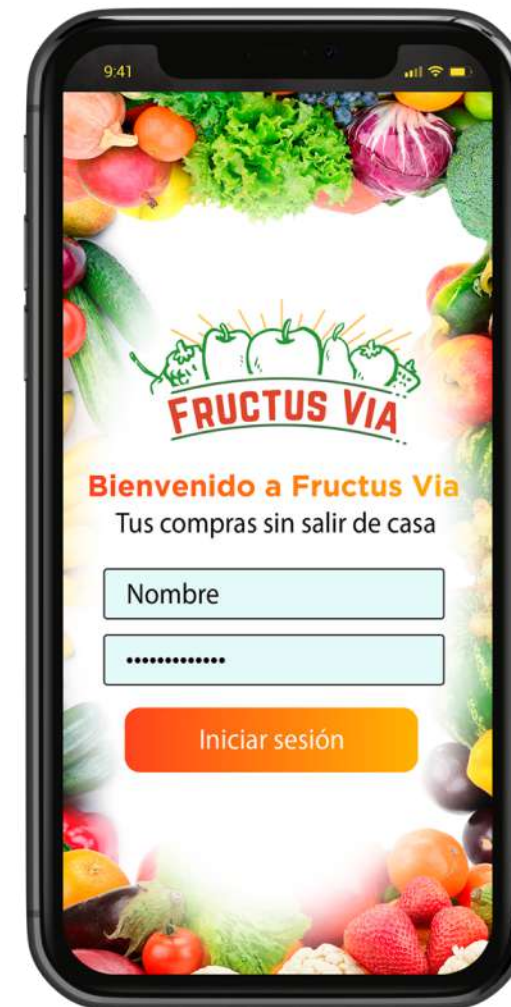 9:41
FRUCTUS VIA
Bienvenido a Fructus Via
Tus compras sin salir de casa
Nombre
•••••••••••••
Iniciar sesión